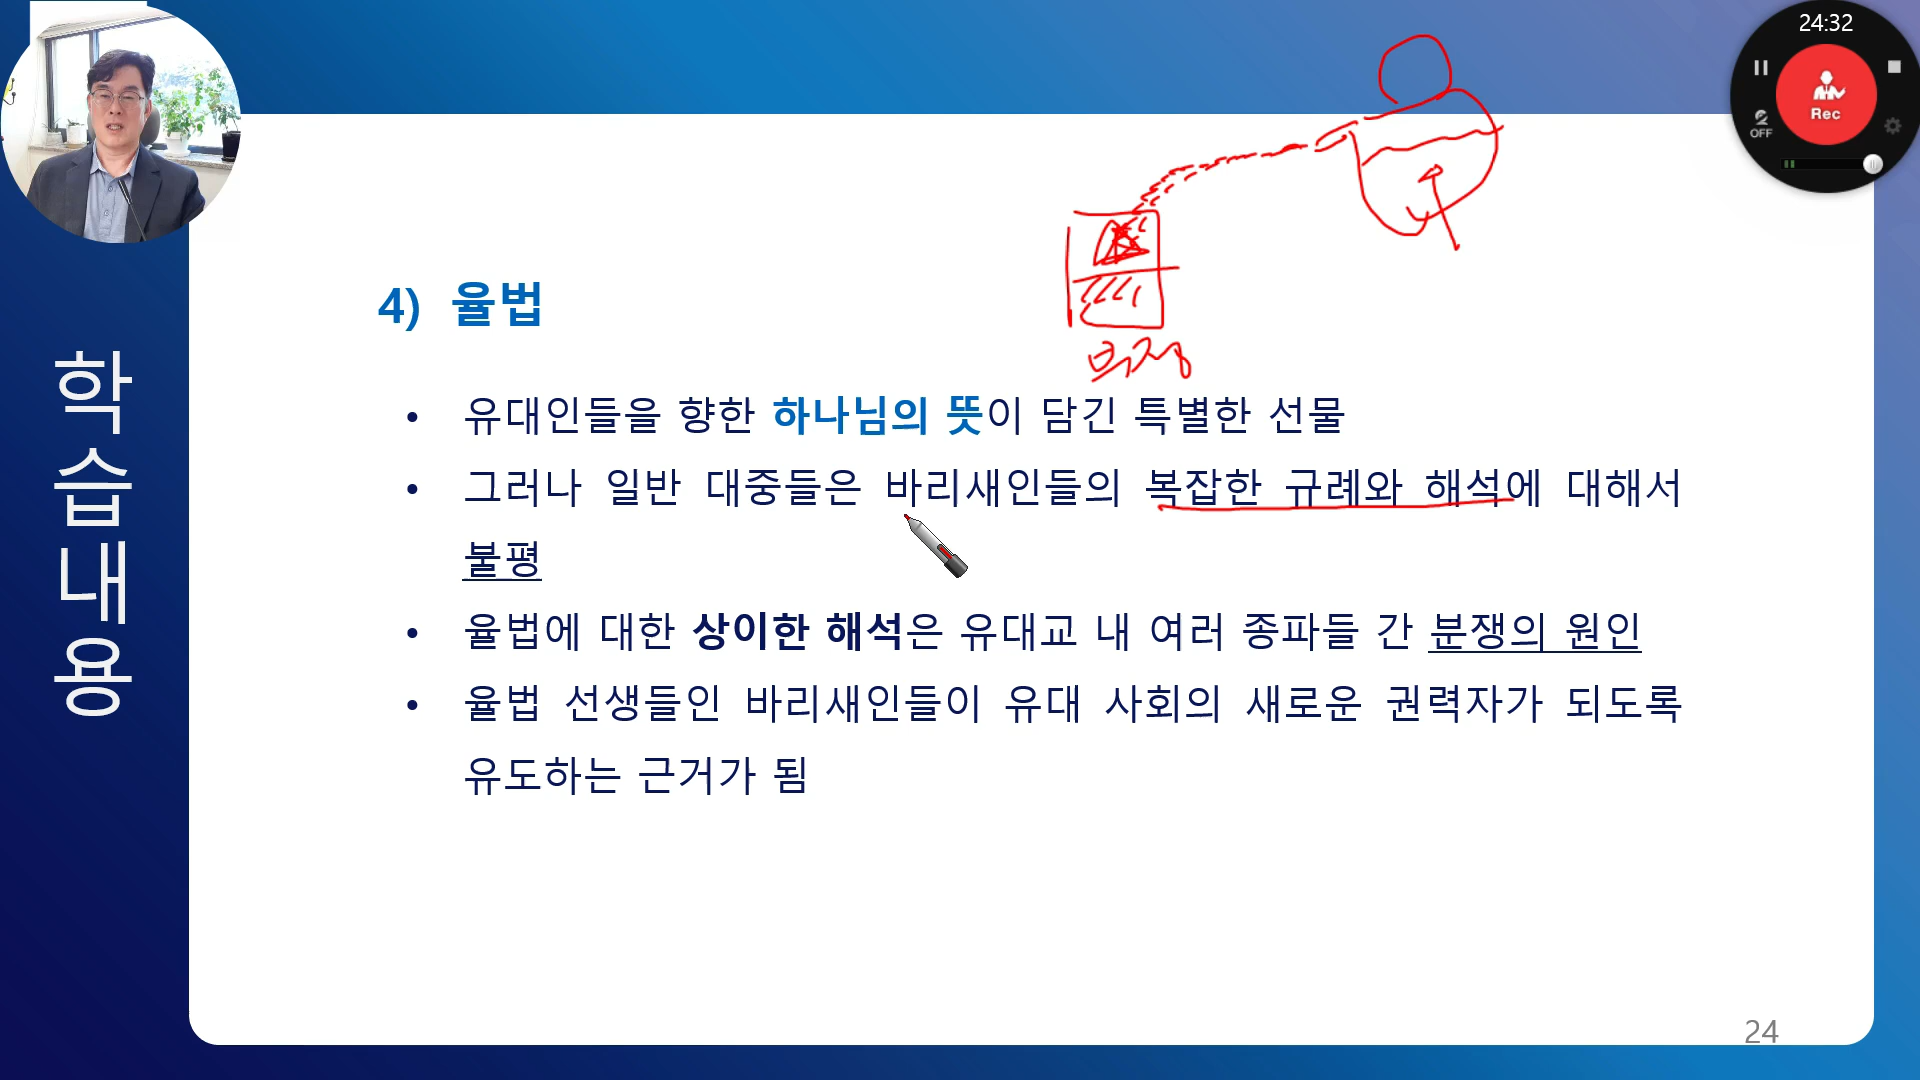 24:32
Rec
OFF
학
습
내
용
4) 율법
• 유대인들을 향한 하나님의 뜻이 담긴 특별한 선물
• 그러나 일반 대중들은 바리새인들의 복잡한 규례와 해석에 대해서
불평
• 율법에 대한 상이한 해석은 유대교 내 여러 종파들 간 분쟁의 원인
• 율법 선생들인 바리새인들이 유대 사회의 새로운 권력자가 되도록
유도하는 근거가 됨
24